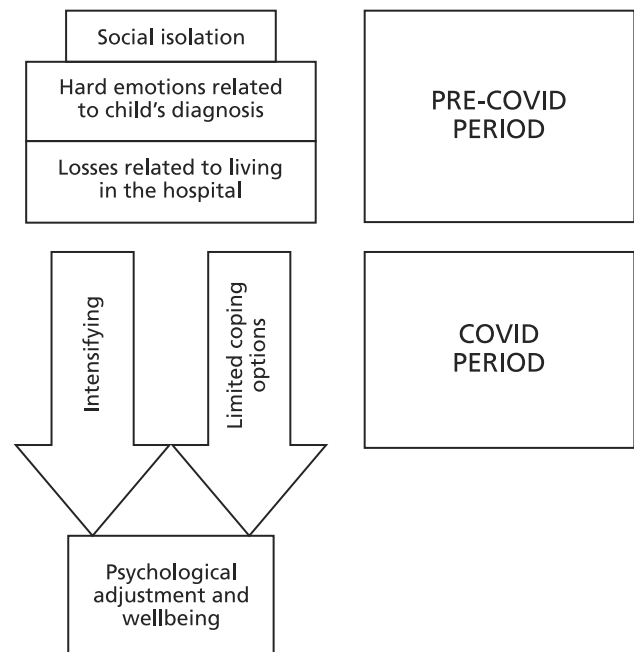 Social isolation
Hard emotions related
to child's diagnosis
Losses related to living
in the hospital
PRE-COVID
PERIOD
Intensifying
Limited coping
options
COVID
PERIOD
Psychological
adjustment and
wellbeing